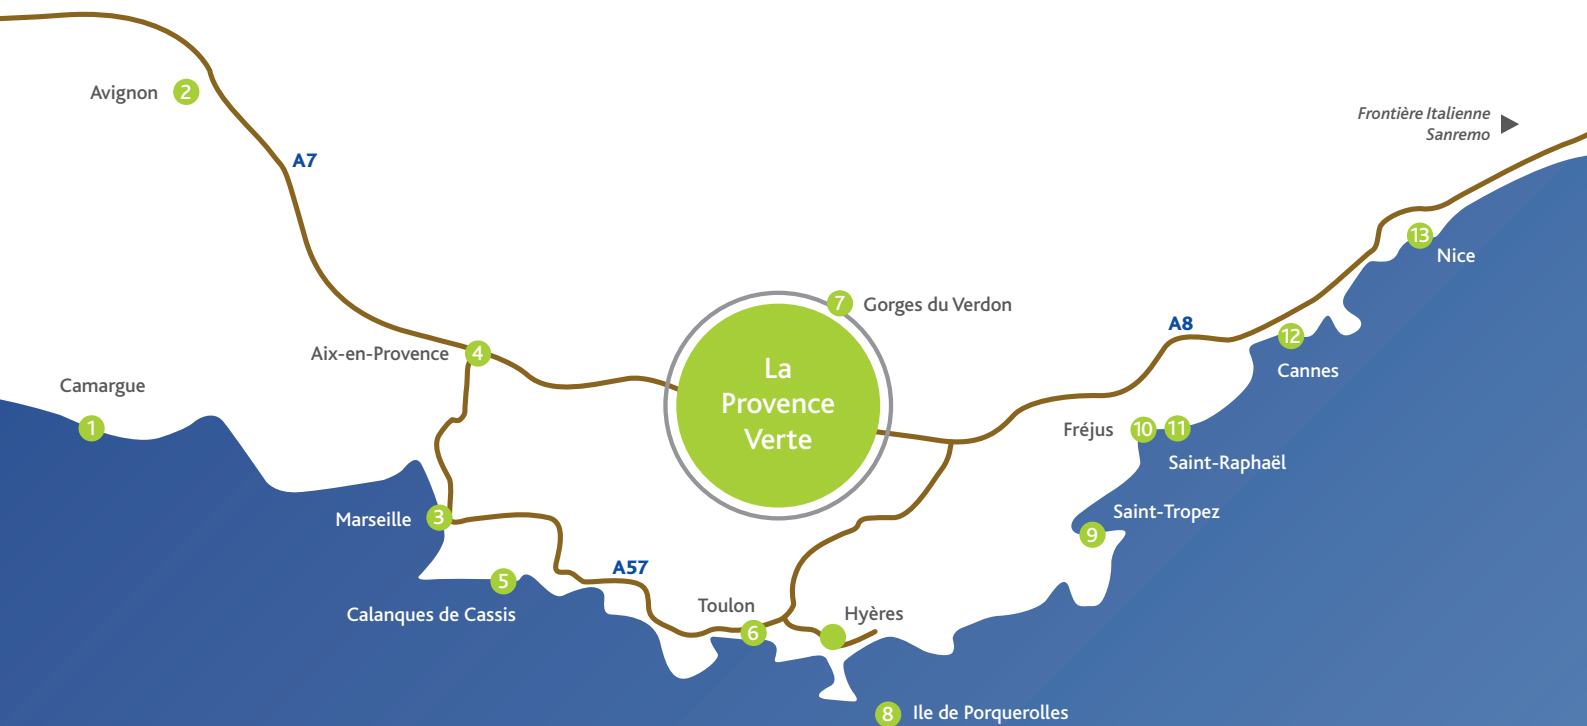 Avignon 2
Frontière Italienne
Sanremo
A7
13
Nice
7 Gorges du Verdon
A8
12
Cannes
Aix-en-Provence 4
La
Provence
Verte
Camargue
1
Fréjus 10 11
Saint-Raphaël
Marseille 3
Saint-Tropez
9
A57
5
Calanques de Cassis
Toulon
6
Hyères
8 Ile de Porquerolles